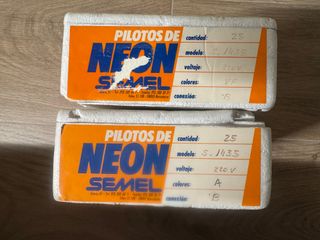 PILOTOS DE
NEON
SEMEL
cantidad: 25
modelo: S.1435
voltaje:
colores:
conexión:
PILOTOS DE
NEON
SEMEL
cantidad: 25
modelo: S.1435
voltaje: 220 V
colores: A
conexión: B